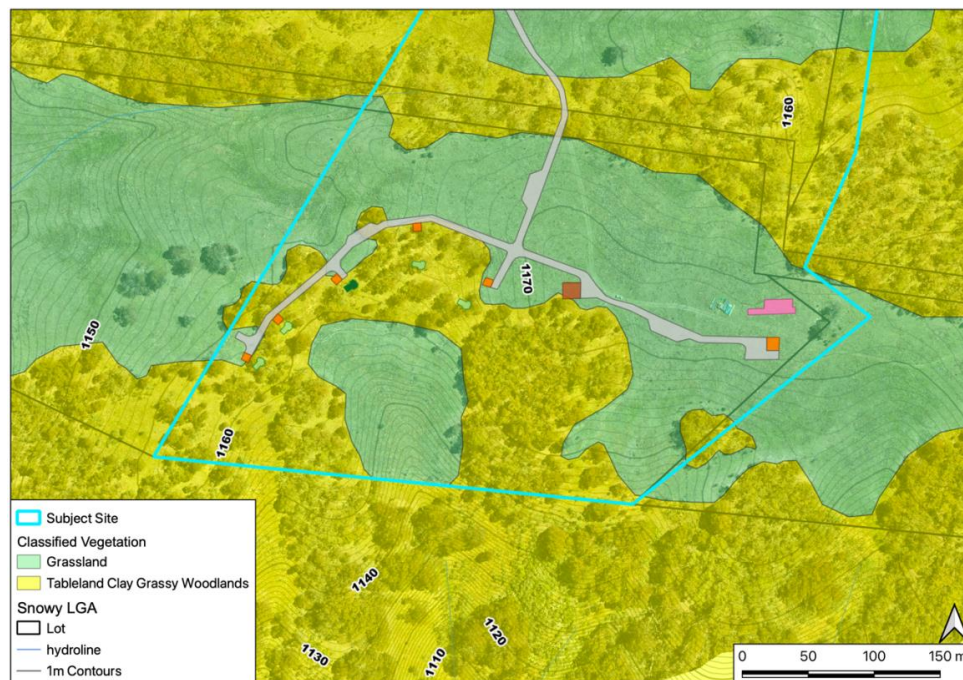 1160
1170
1150
1160
1140
1120
1130
1110
Subject Site
Classified Vegetation
Grassland
Tableland Clay Grassy Woodlands
Snowy LGA
Lot
hydroline
1m Contours
0 50 100 150 m